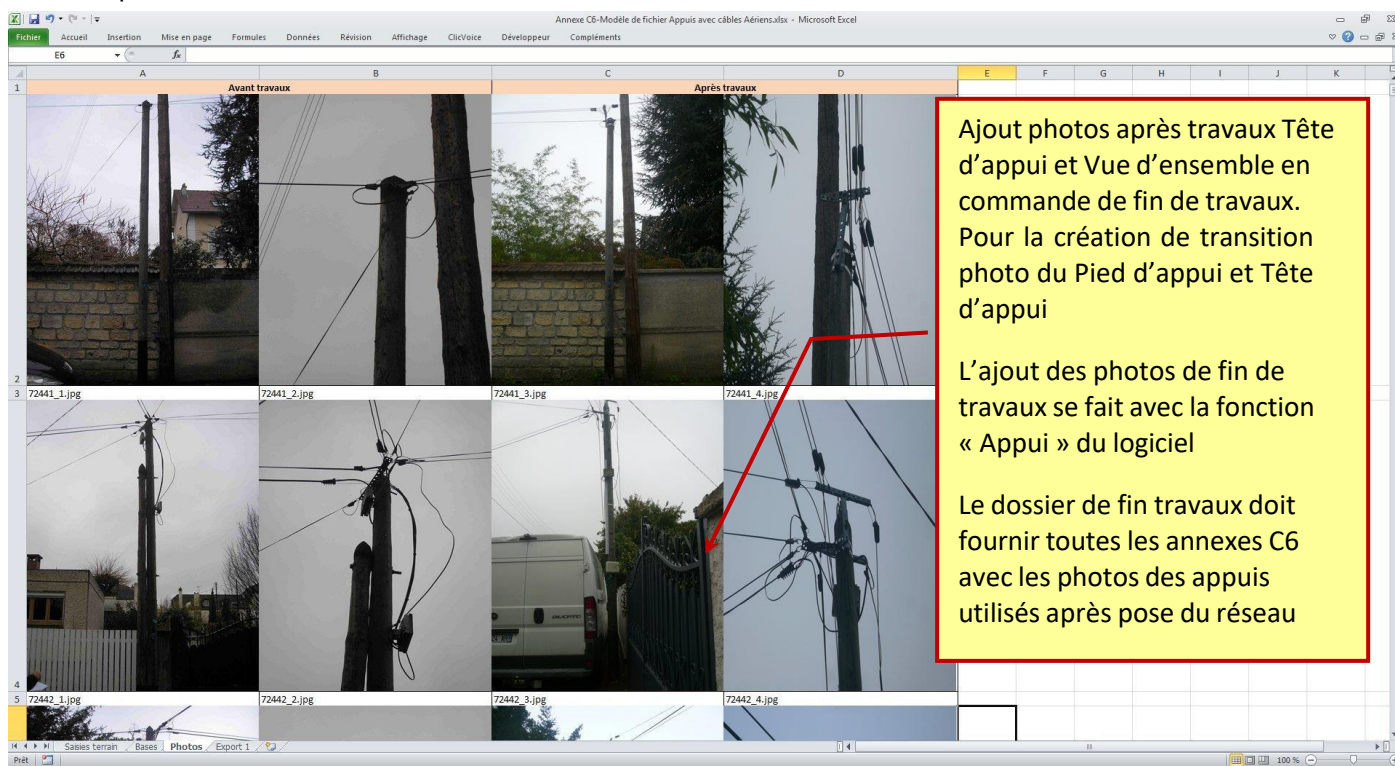 Annexe C6-Modèle de fichier Appuis avec câbles Aériens.xlsx - Microsoft Excel
Fichier Accueil Insertion Mise en page Formules Données Révision Affichage ClicVoice Développeur Compléments
E6 fx
A B C D E F G H I J K
1 Avant travaux Après travaux
2
3 72441_1.jpg 72441_2.jpg 72441_3.jpg 72441_4.jpg
4
5 72442_1.jpg 72442_2.jpg 72442_3.jpg 72442_4.jpg
Ajout photos après travaux Tête
d’appui et Vue d’ensemble en
commande de fin de travaux.
Pour la création de transition
photo du Pied d’appui et Tête
d’appui
L’ajout des photos de fin de
travaux se fait avec la fonction
« Appui » du logiciel
Le dossier de fin travaux doit
fournir toutes les annexes C6
avec les photos des appuis
utilisés après pose du réseau
Saisies terrain Bases Photos Export 1
Prêt 100 %